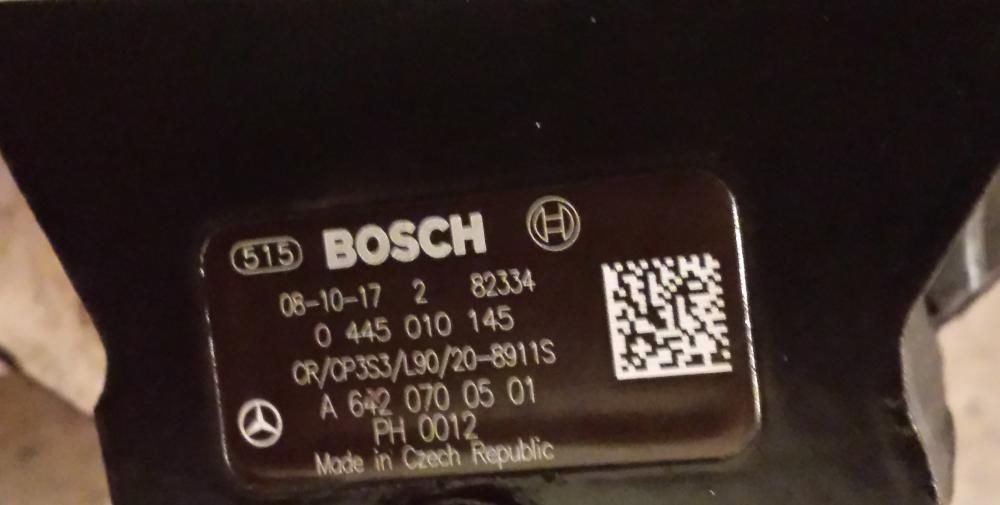 515 BOSCH
08-10-17 2 82334
0 445 010 145
CR/CP3S3/L90/20-8911S
A 642 070 05 01
PH 0012
Made in Czech Republic